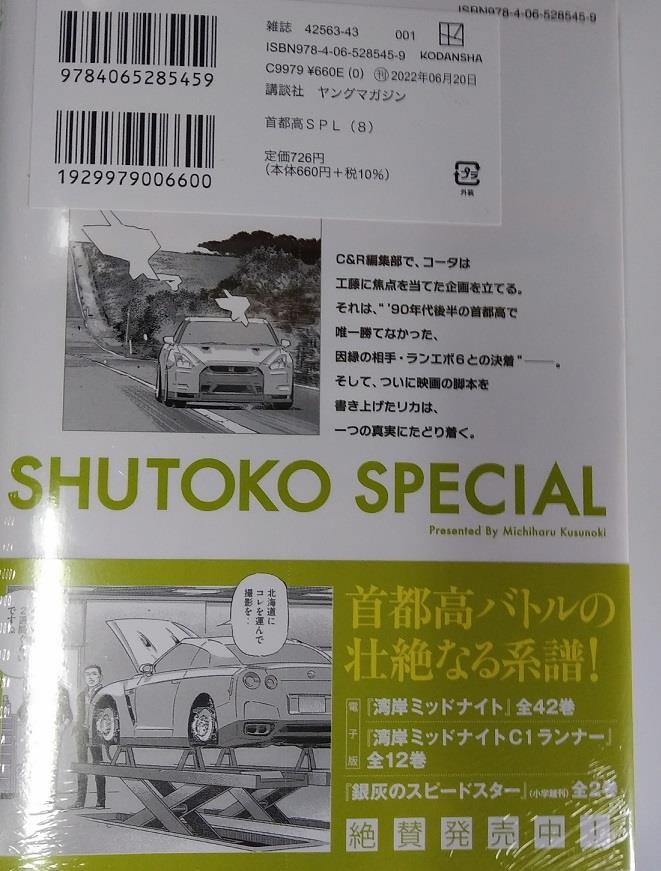 ISBN978-4-06-528545-9
9784065285459
1929979006600
雑誌 42563-43 001
ISBN978-4-06-528545-9
KODANSHA
C9979 ¥660E (0) ㊞2022年06月20日
講談社 ヤングマガジン
首都高SPL(8)
定価726円
(本体660円+税10%)
プラ
外装
C&R編集部で、コータは
工藤に焦点を当てた企画を立てる。
それは、“'90年代後半の首都高で
唯一勝てなかった、
因縁の相手・ランエボ6との決着”――。
そして、ついに映画の脚本を
書き上げたリカは、
一つの真実にたどり着く。
SHUTOKO SPECIAL
Presented By Michiharu Kusunoki
北海道に
コレを運んで
撮影を‥
首都高バトルの
壮絶なる系譜!
電子版
『湾岸ミッドナイト』全42巻
『湾岸ミッドナイトC1ランナー』
全12巻
『銀灰のスピードスター』(小学館刊)全2巻
絶賛発売中!